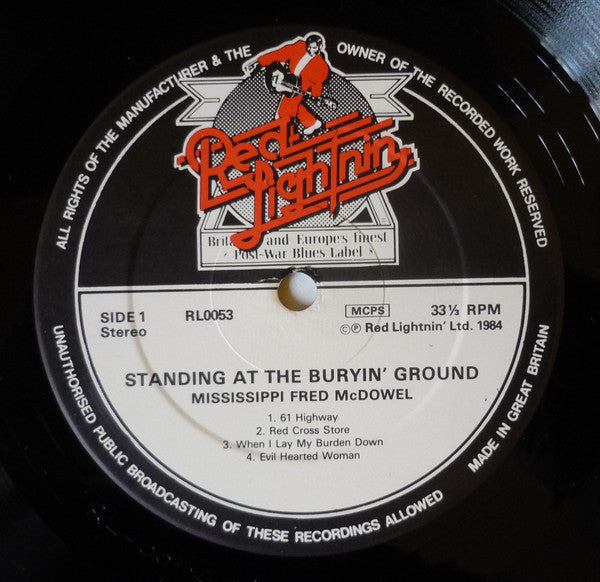 ALL RIGHTS OF THE MANUFACTURER & THE OWNER OF THE RECORDED WORK RESERVED
Red
Lightnin'
and Europe's finest
Post-War Blues Label
SIDE 1 RL0053 MCPS 33⅓ RPM
Stereo ©℗ Red Lightnin' Ltd. 1984
STANDING AT THE BURYIN' GROUND
MISSISSIPPI FRED McDOWEL
1. 61 Highway
2. Red Cross Store
3. When I Lay My Burden Down
4. Evil Hearted Woman
UNAUTHORISED PUBLIC BROADCASTING OF THESE RECORDINGS ALLOWED
MADE IN GREAT BRITAIN